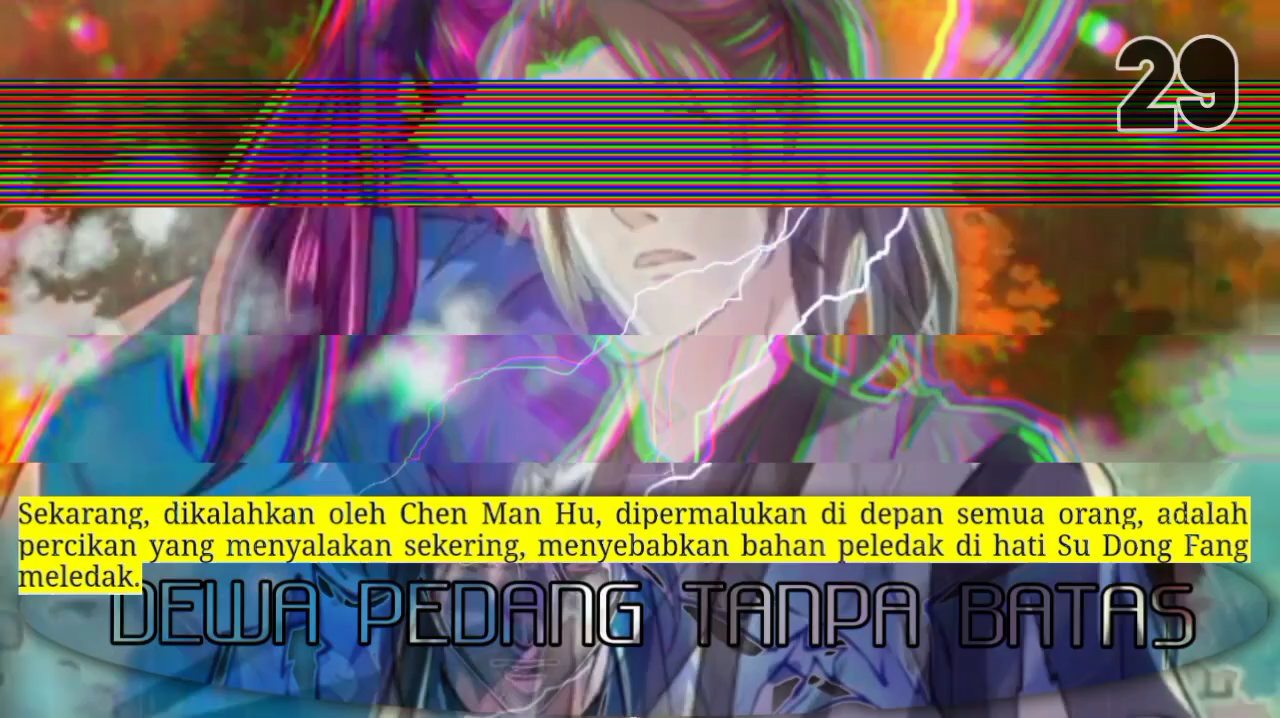 29
Sekarang, dikalahkan oleh Chen Man Hu, dipermalukan di depan semua orang, adalah
percikan yang menyalakan sekering, menyebabkan bahan peledak di hati Su Dong Fang
meledak.
DEWA PEDANG TANPA BATAS